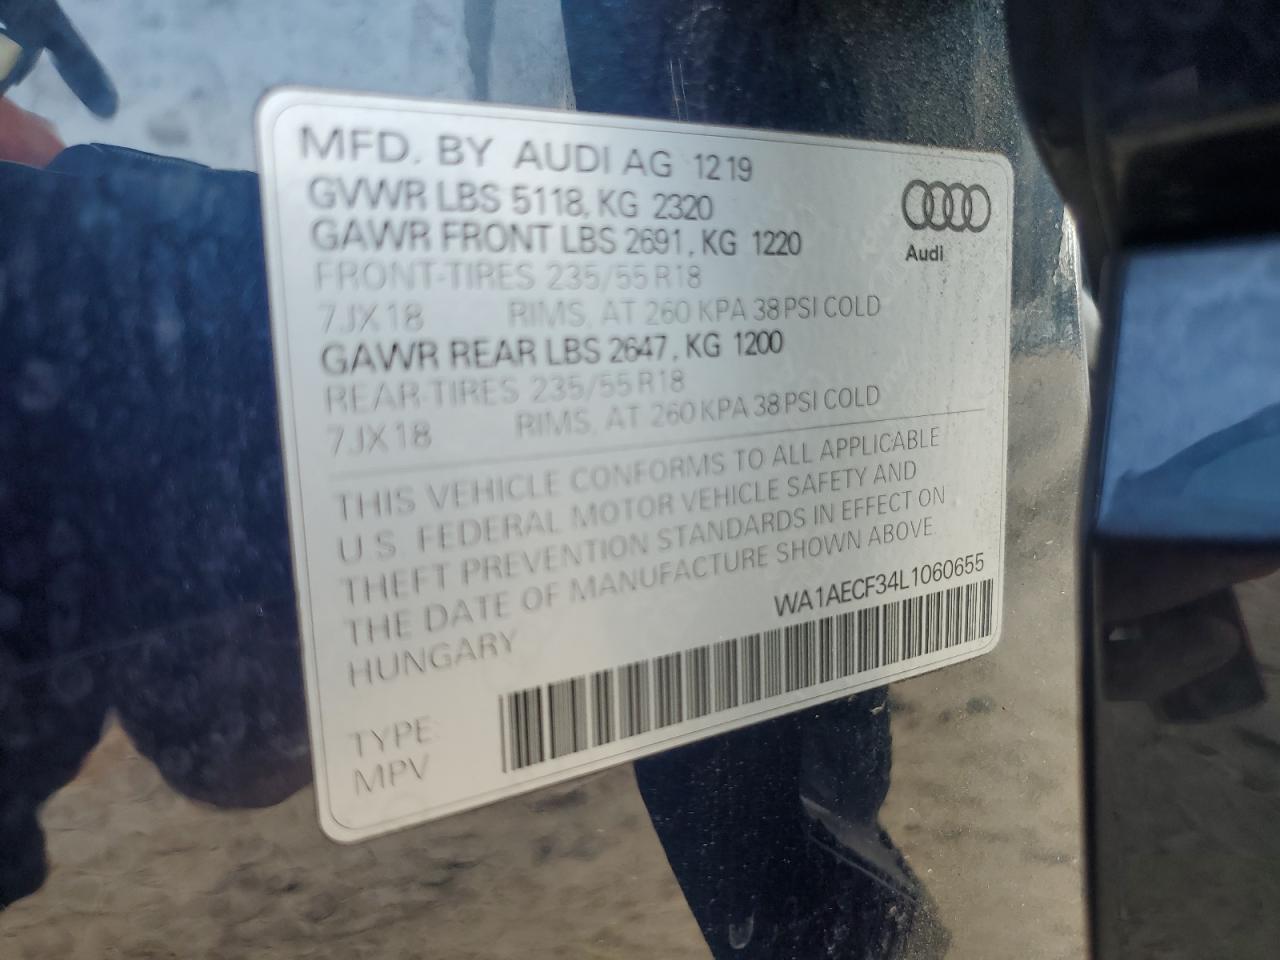 MFD. BY AUDI AG 12 19
GVWR LBS 5118, KG 2320
GAWR FRONT LBS 2691, KG 1220
FRONT-TIRES 235/55 R18
7JX18 RIMS, AT 260 KPA 38 PSI COLD
GAWR REAR LBS 2647, KG 1200
REAR-TIRES 235/55 R18
7JX18 RIMS, AT 260 KPA 38 PSI COLD
Audi
THIS VEHICLE CONFORMS TO ALL APPLICABLE
U.S. FEDERAL MOTOR VEHICLE SAFETY AND
THEFT PREVENTION STANDARDS IN EFFECT ON
THE DATE OF MANUFACTURE SHOWN ABOVE.
HUNGARY
WA1AECF34L1060655
TYPE:
MPV